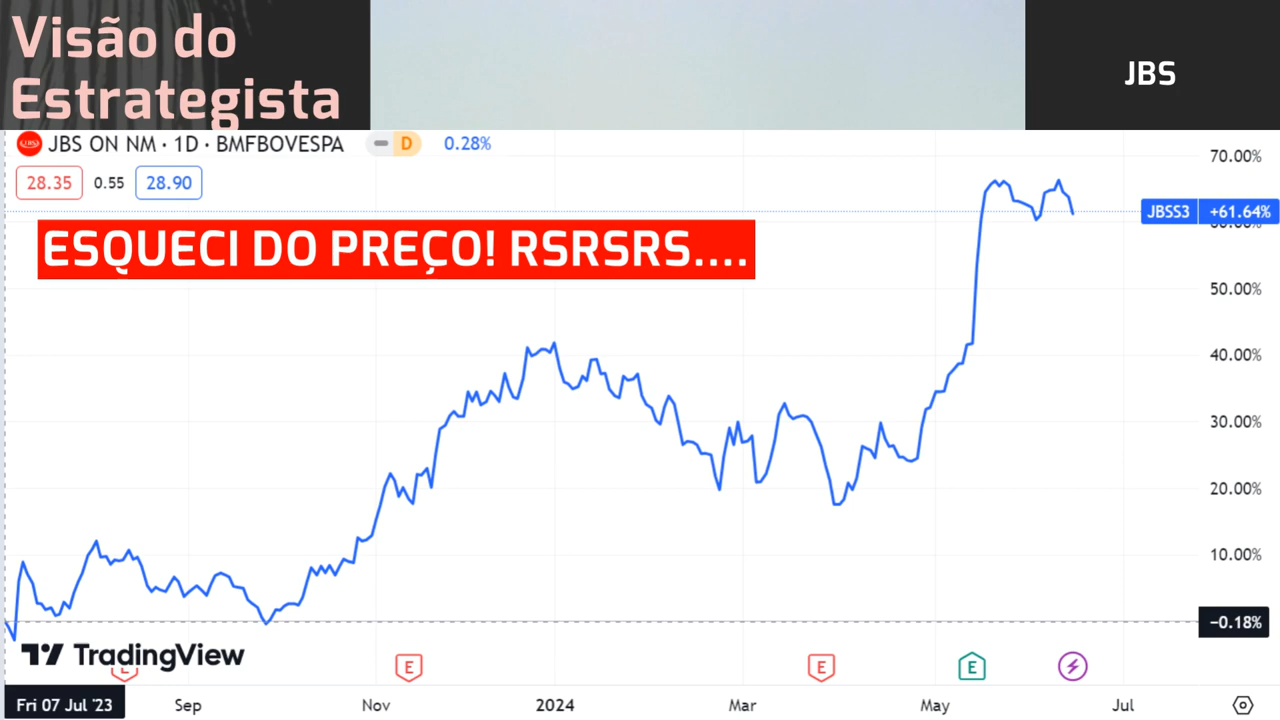 Visão do
Estrategista
JBS
JBS ON NM · 1D · BMFBOVESPA
D
0.28%
28.35
0.55
28.90
ESQUECI DO PREÇO! RSRSRS....
70.00%
JBSS3 +61.64%
60.00%
50.00%
40.00%
30.00%
20.00%
10.00%
−0.18%
TradingView
E
E
E
E
Fri 07 Jul '23
Sep
Nov
2024
Mar
May
Jul